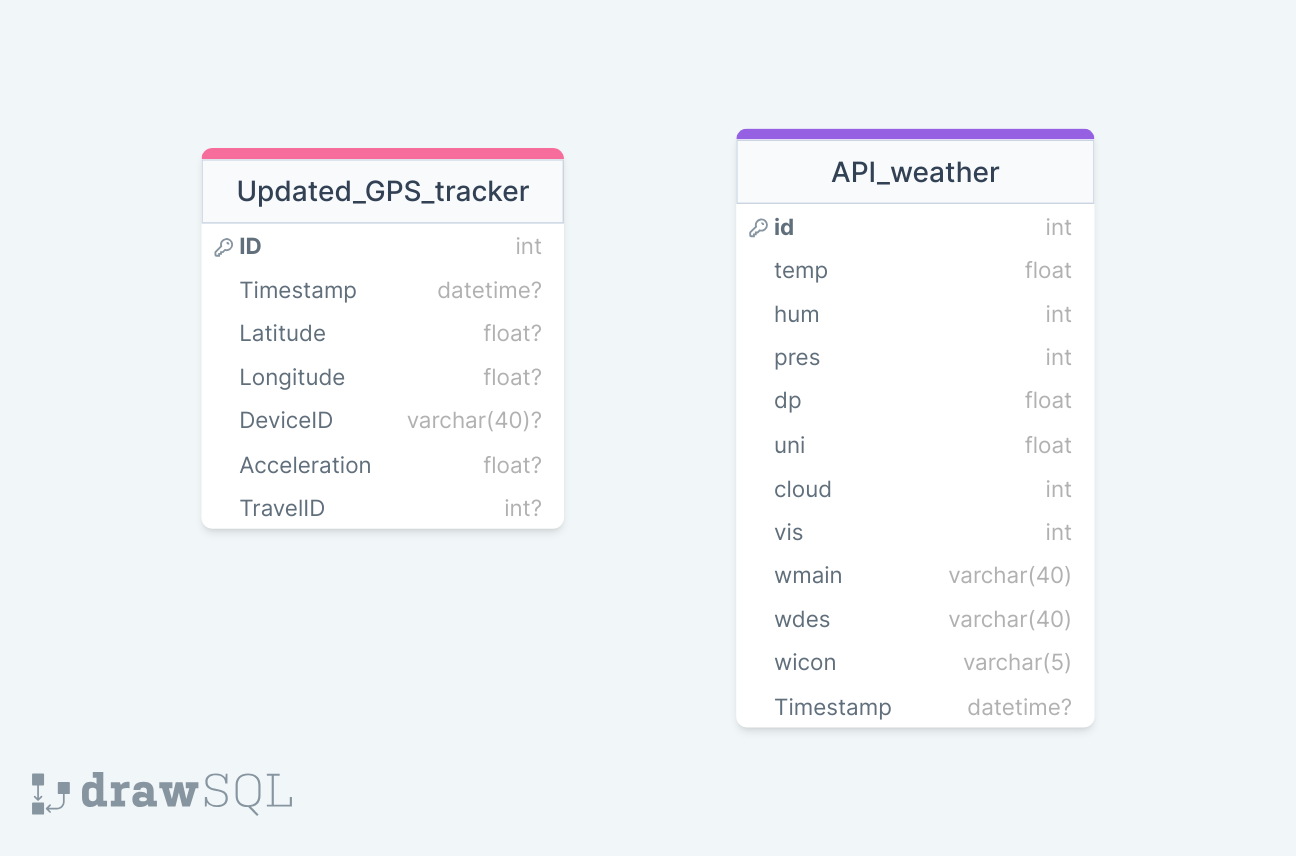 Updated_GPS_tracker
ID int
Timestamp datetime?
Latitude float?
Longitude float?
DeviceID varchar(40)?
Acceleration float?
TravelID int?
API_weather
id int
temp float
hum int
pres int
dp float
uni float
cloud int
vis int
wmain varchar(40)
wdes varchar(40)
wicon varchar(5)
Timestamp datetime?
drawSQL